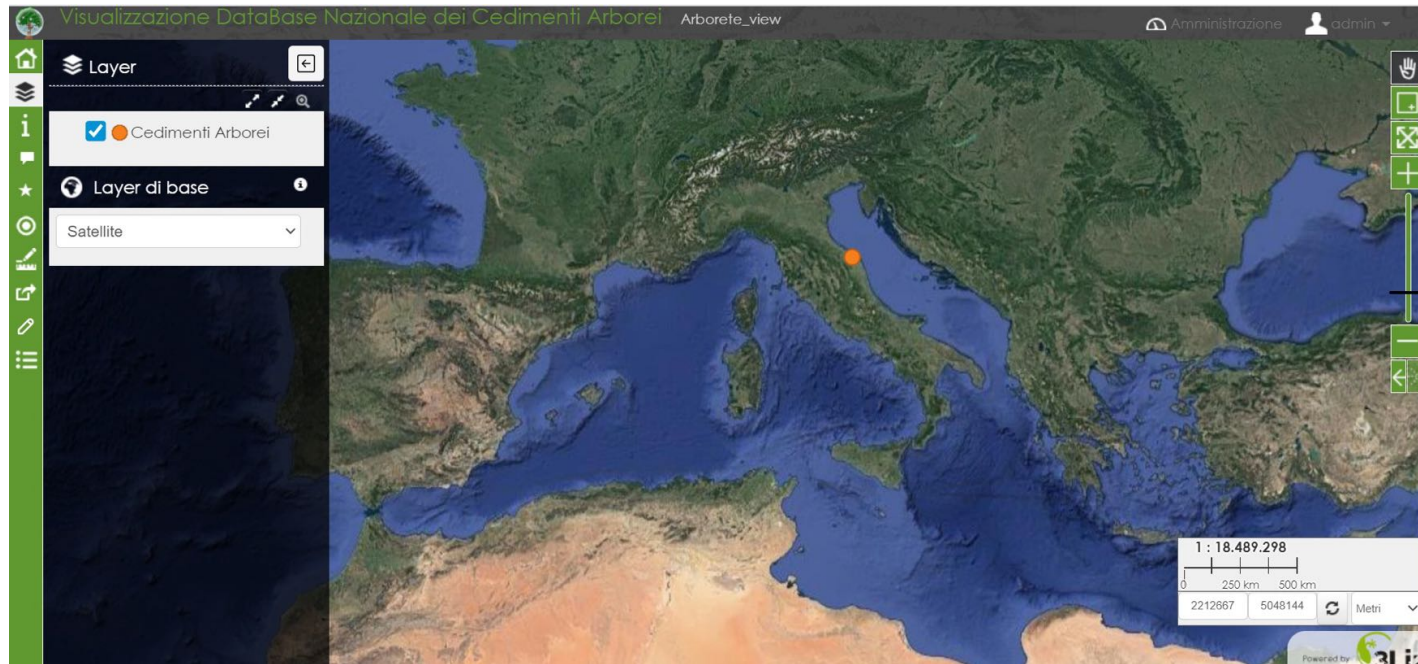 Visualizzazione DataBase Nazionale dei Cedimenti Arborei Arborete_view
Amministrazione admin
Layer
Cedimenti Arborei
Layer di base
Satellite
1 : 18.489.298
0 250 km 500 km
2212667 5048144 Metri
Powered by